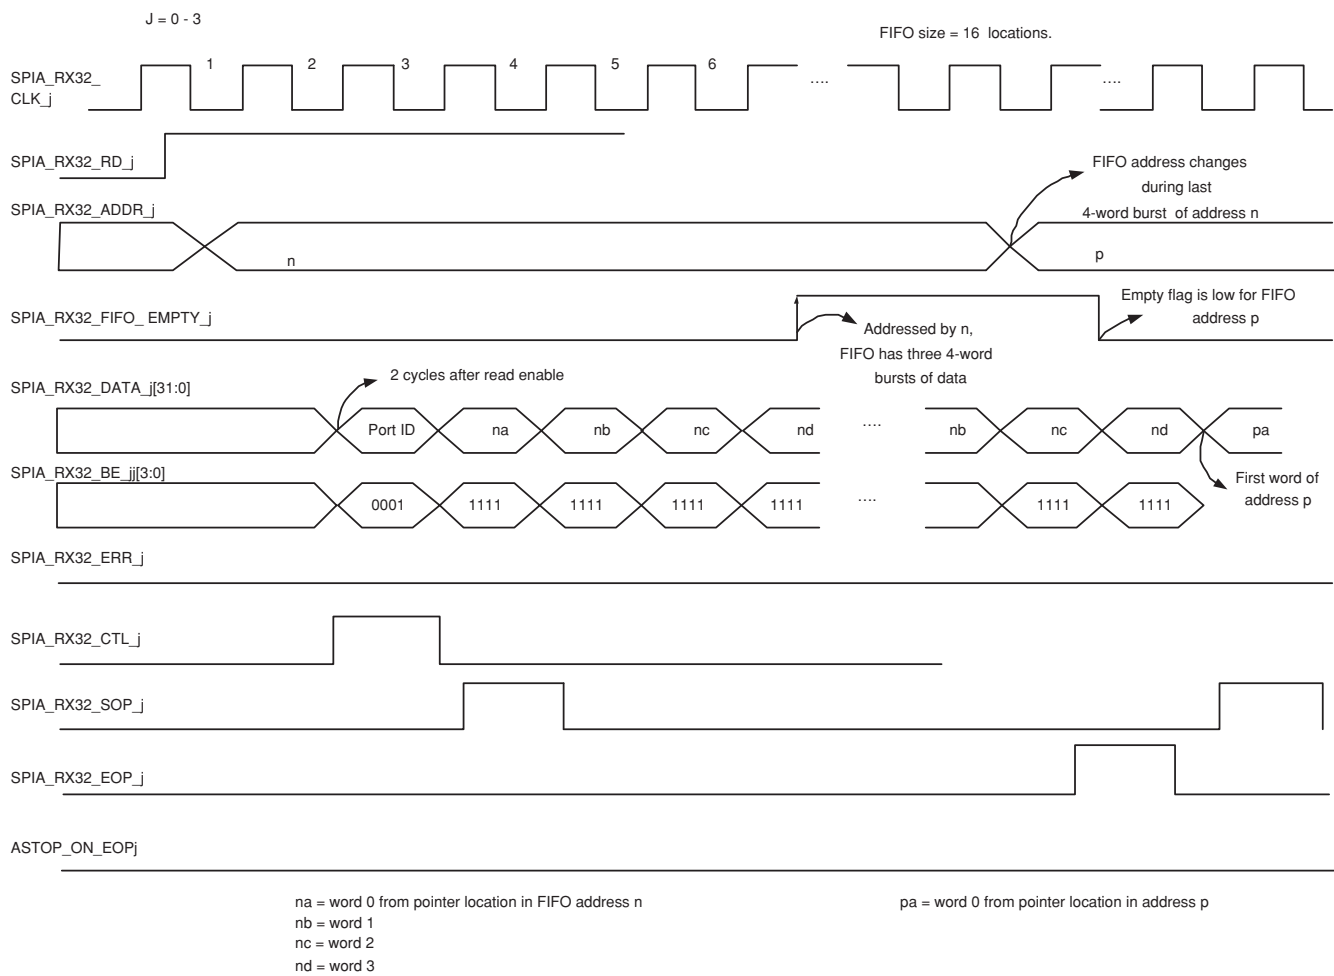 J = 0 - 3
FIFO size = 16 locations.
1 2 3 4 5 6
SPIA_RX32_
CLK_j
.... ....
SPIA_RX32_RD_j
FIFO address changes
during last
4-word burst of address n
SPIA_RX32_ADDR_j
n
p
SPIA_RX32_FIFO_ EMPTY_j
Empty flag is low for FIFO
address p
Addressed by n,
FIFO has three 4-word
bursts of data
2 cycles after read enable
SPIA_RX32_DATA_j[31:0]
Port ID na nb nc nd .... nb nc nd pa
First word of
address p
SPIA_RX32_BE_jj[3:0]
0001 1111 1111 1111 1111 .... 1111 1111
SPIA_RX32_ERR_j
SPIA_RX32_CTL_j
SPIA_RX32_SOP_j
SPIA_RX32_EOP_j
ASTOP_ON_EOPj
na = word 0 from pointer location in FIFO address n
nb = word 1
nc = word 2
nd = word 3
pa = word 0 from pointer location in address p